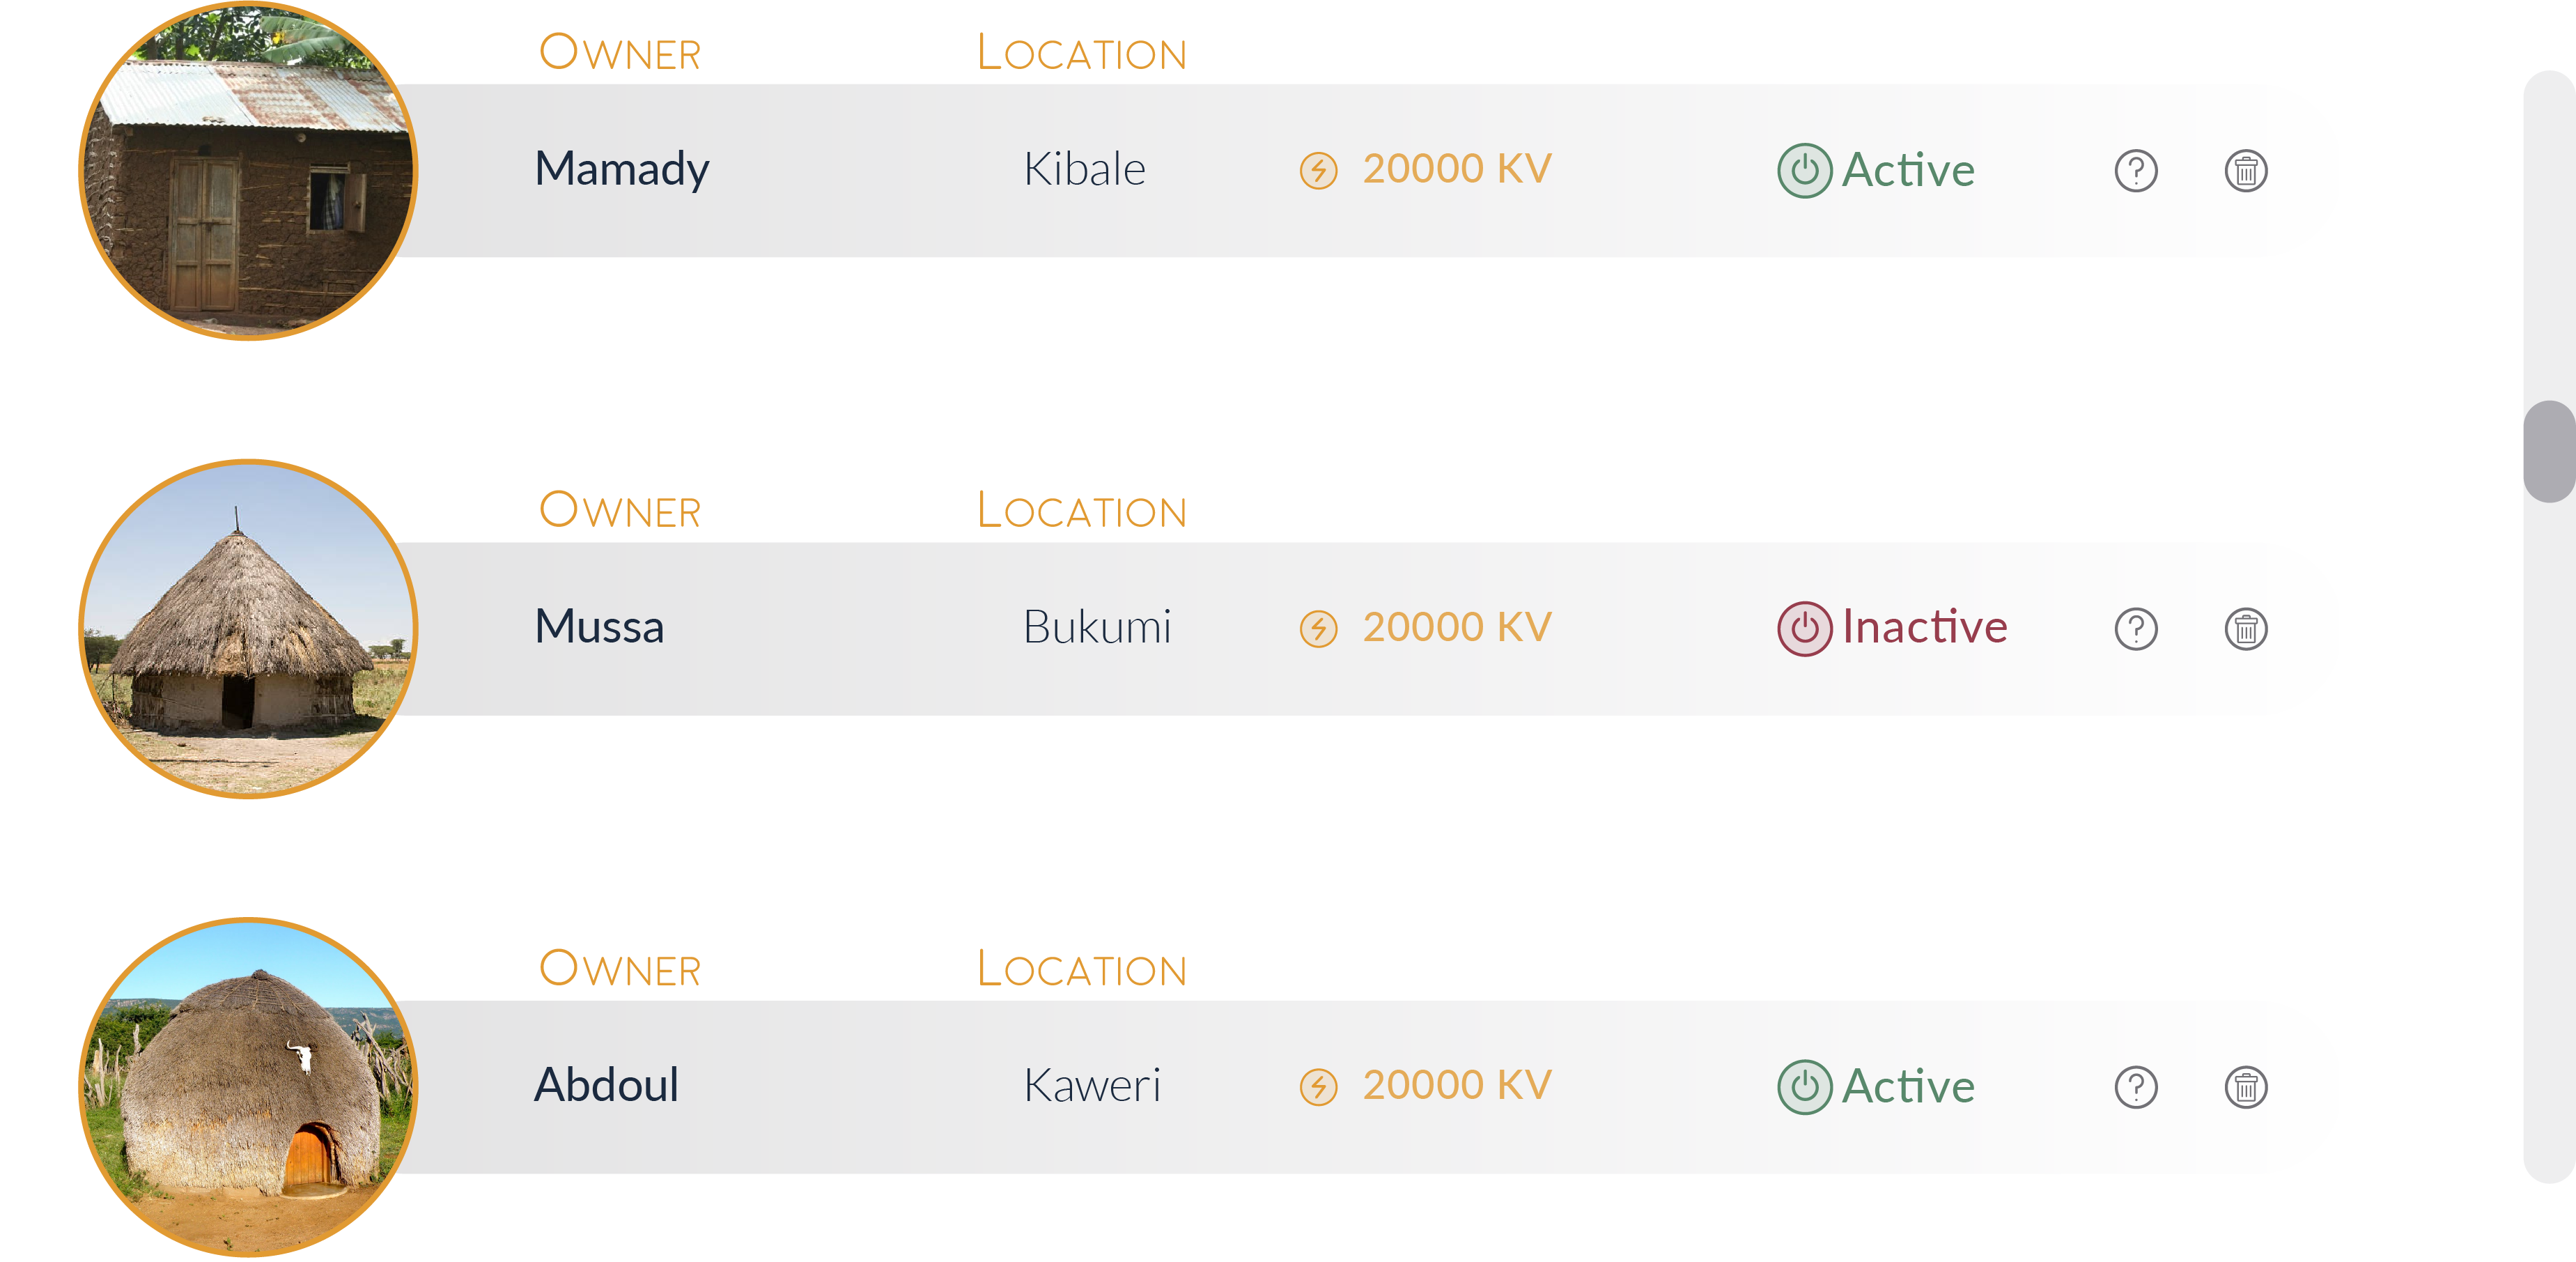 Owner Location
Mamady Kibale 20000 KV Active ?
Owner Location
Mussa Bukumi 20000 KV Inactive ?
Owner Location
Abdoul Kaweri 20000 KV Active ?